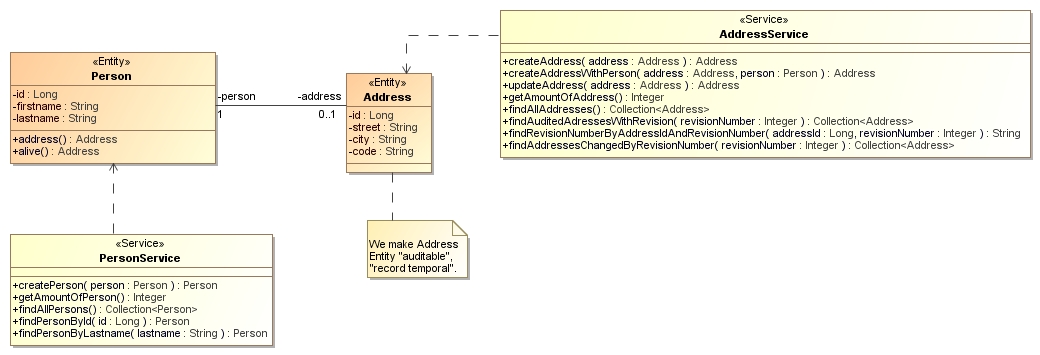 «Entity»
Person
-id : Long
-firstname : String
-lastname : String
+address() : Address
+alive() : Address
-person
1
-address
0..1
«Entity»
Address
-id : Long
-street : String
-city : String
-code : String
«Service»
AddressService
+createAddress( address : Address ) : Address
+createAddressWithPerson( address : Address, person : Person ) : Address
+updateAddress( address : Address ) : Address
+getAmountOfAddress() : Integer
+findAllAddresses() : Collection<Address>
+findAuditedAdressesWithRevision( revisionNumber : Integer ) : Collection<Address>
+findRevisionNumberByAddressIdAndRevisionNumber( addressId : Long, revisionNumber : Integer ) : String
+findAddressesChangedByRevisionNumber( revisionNumber : Integer ) : Collection<Address>
We make Address
Entity "auditable",
"record temporal".
«Service»
PersonService
+createPerson( person : Person ) : Person
+getAmountOfPerson() : Integer
+findAllPersons() : Collection<Person>
+findPersonById( id : Long ) : Person
+findPersonByLastname( lastname : String ) : Person